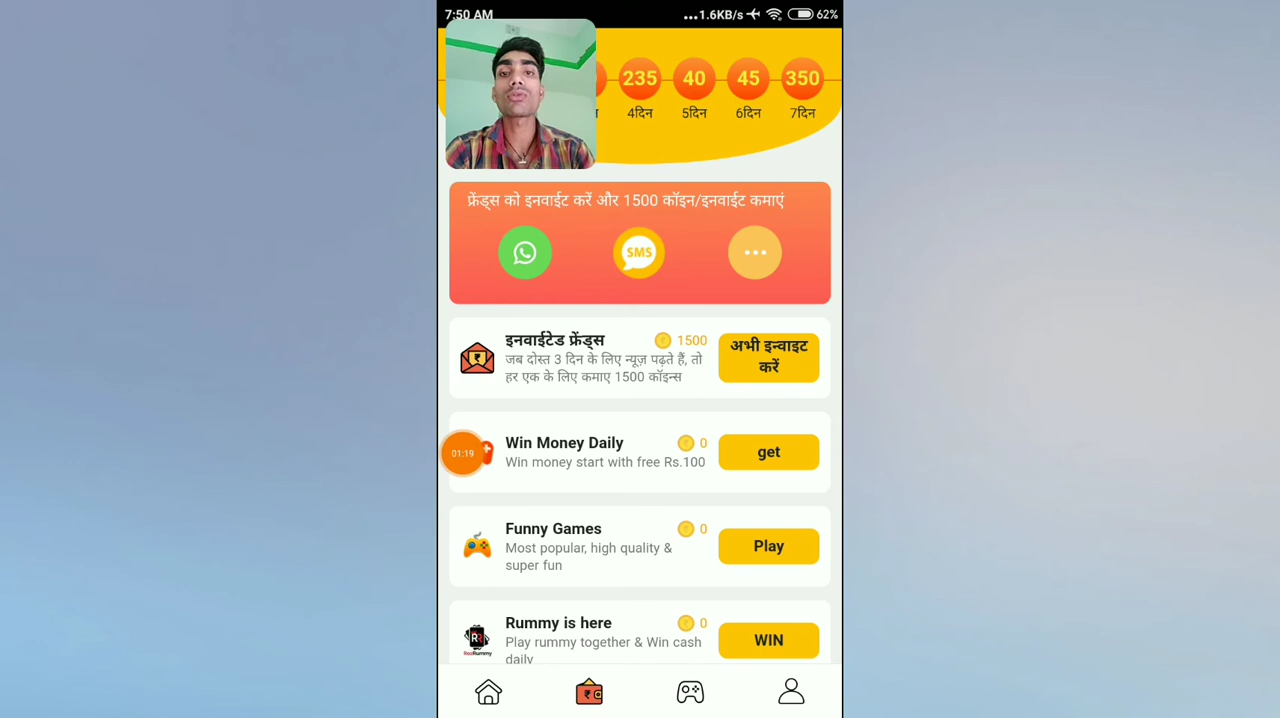 7:50 AM
...1.6KB/s 62%
235 40 45 350
4दिन 5दिन 6दिन 7दिन
फ्रेंड्स को इनवाईट करें और 1500 कॉइन/इनवाईट कमाएं
SMS
इनवाईटेड फ्रेंड्स 1500
जब दोस्त 3 दिन के लिए न्यूज़ पढ़ते हैं, तो
हर एक के लिए कमाए 1500 कॉइन्स
अभी इन्वाइट
करें
01:19
Win Money Daily 0
Win money start with free Rs.100
get
Funny Games 0
Most popular, high quality &
super fun
Play
Rummy is here 0
Play rummy together & Win cash
daily
WIN
RR